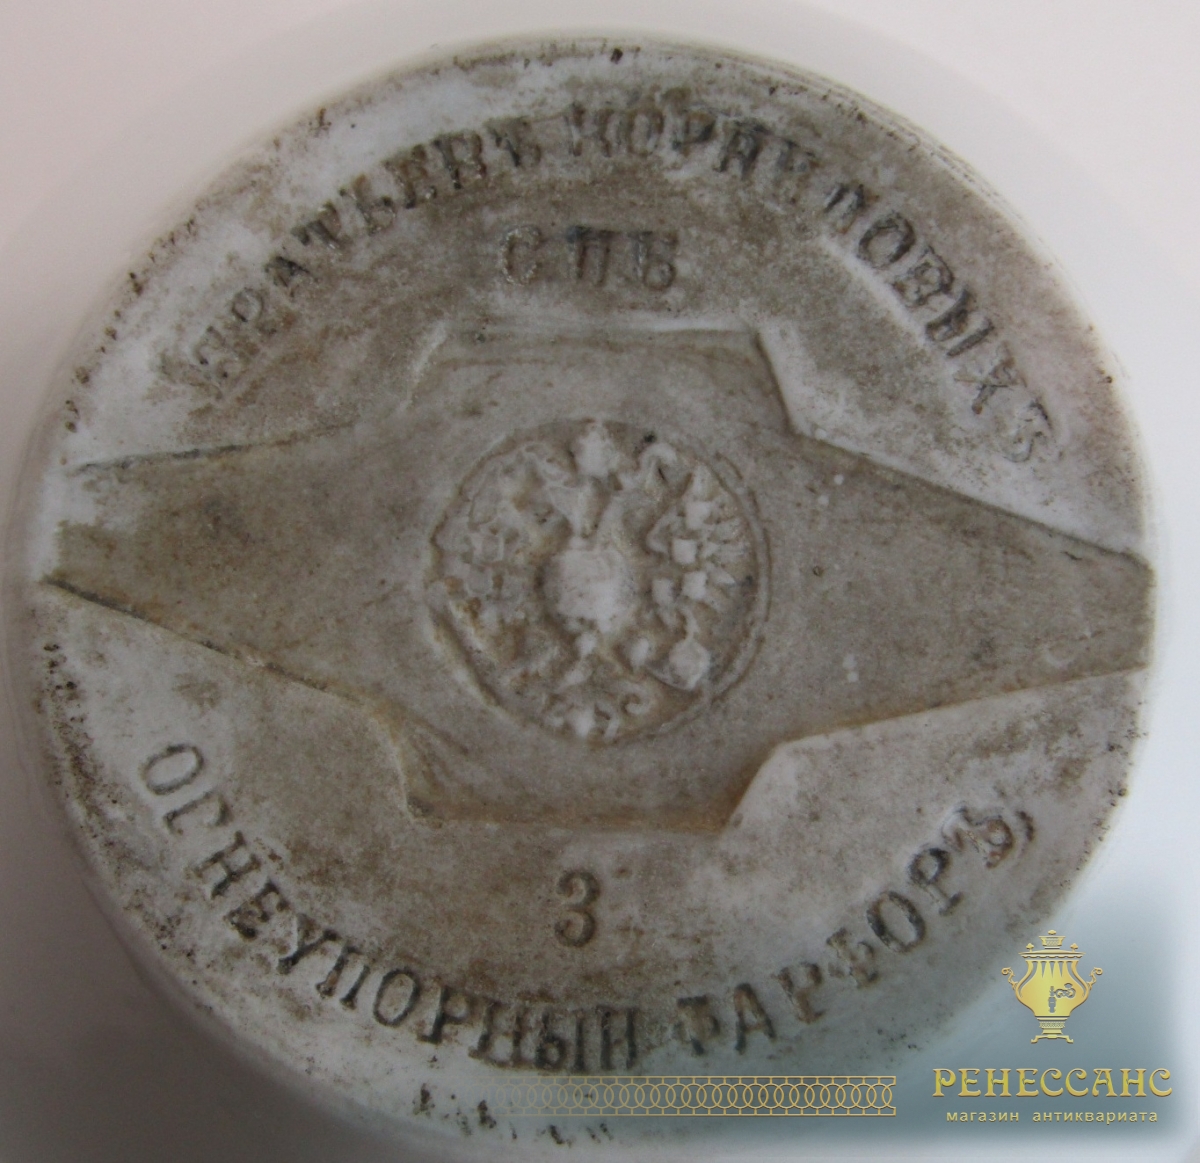 БРАТЬЕВЪ КОРНИЛОВЫХЪ
СПБ
3
ОГНЕУПОРНЫЙ ФАРФОРЪ
РЕНЕССАНС
магазин антиквариата